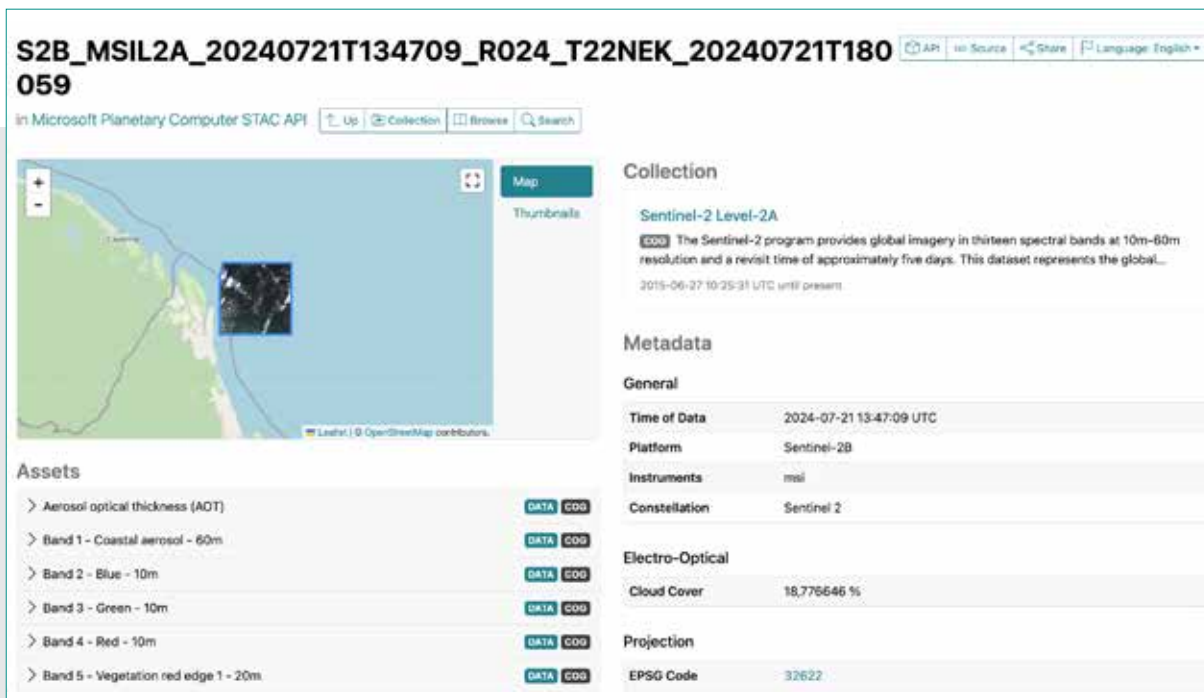 S2B_MSIL2A_20240721T134709_R024_T22NEK_20240721T180
059
API Source Share Language: English
in Microsoft Planetary Computer STAC API Up Collection Browse Search
+
-
Map
Thumbnails
Leaflet | © OpenStreetMap contributors.
Assets
Aerosol optical thickness (AOT) DATA COG
Band 1 - Coastal aerosol - 60m DATA COG
Band 2 - Blue - 10m DATA COG
Band 3 - Green - 10m DATA COG
Band 4 - Red - 10m DATA COG
Band 5 - Vegetation red edge 1 - 20m DATA COG
Collection
Sentinel-2 Level-2A
COG The Sentinel-2 program provides global imagery in thirteen spectral bands at 10m-60m
resolution and a revisit time of approximately five days. This dataset represents the global...
2015-06-27 10:25:31 UTC until present
Metadata
General
Time of Data 2024-07-21 13:47:09 UTC
Platform Sentinel-2B
Instruments msi
Constellation Sentinel 2
Electro-Optical
Cloud Cover 18,776646 %
Projection
EPSG Code 32622